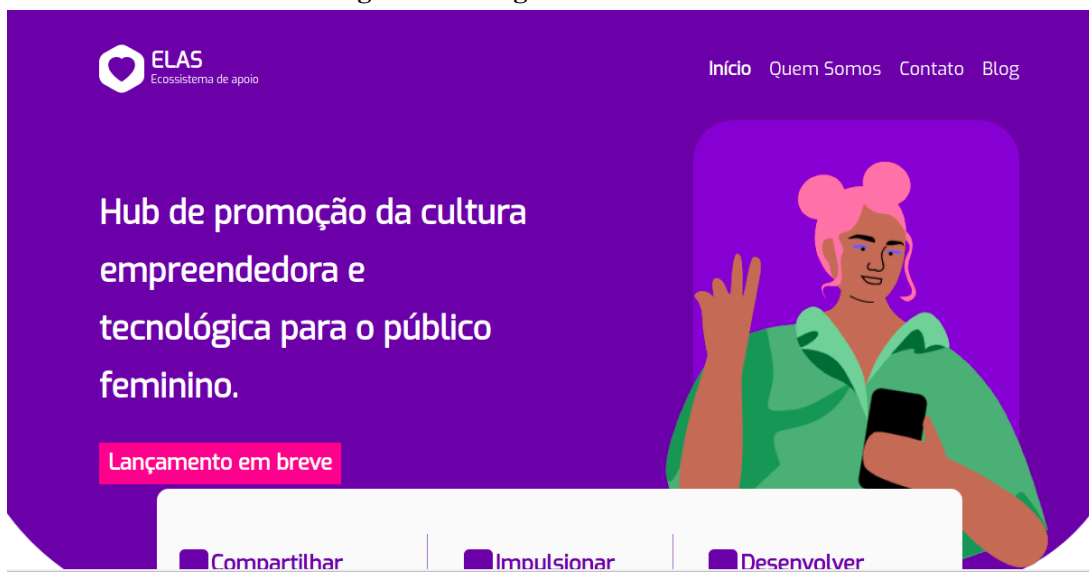 ELAS
Ecossistema de apoio
Início Quem Somos Contato Blog
Hub de promoção da cultura
empreendedora e
tecnológica para o público
feminino.
Lançamento em breve
Compartilhar Impulsionar Desenvolver